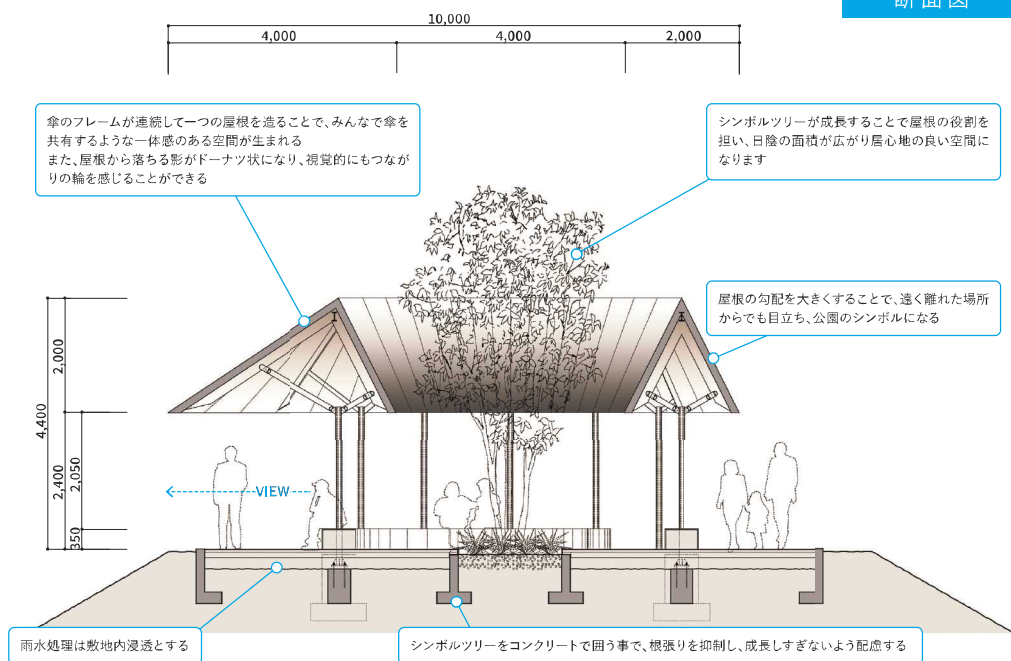 断面図
10,000
4,000
4,000
2,000
傘のフレームが連続して一つの屋根を造ることで、みんなで傘を
共有するような一体感のある空間が生まれる
また、屋根から落ちる影がドーナツ状になり、視覚的にもつなが
りの輪を感じることができる
シンボルツリーが成長することで屋根の役割を
担い、日陰の面積が広がり居心地の良い空間に
なります
屋根の勾配を大きくすることで、遠く離れた場所
からでも目立ち、公園のシンボルになる
4,400
2,000
2,400
2,050
350
VIEW
雨水処理は敷地内浸透とする
シンボルツリーをコンクリートで囲う事で、根張りを抑制し、成長しすぎないよう配慮する